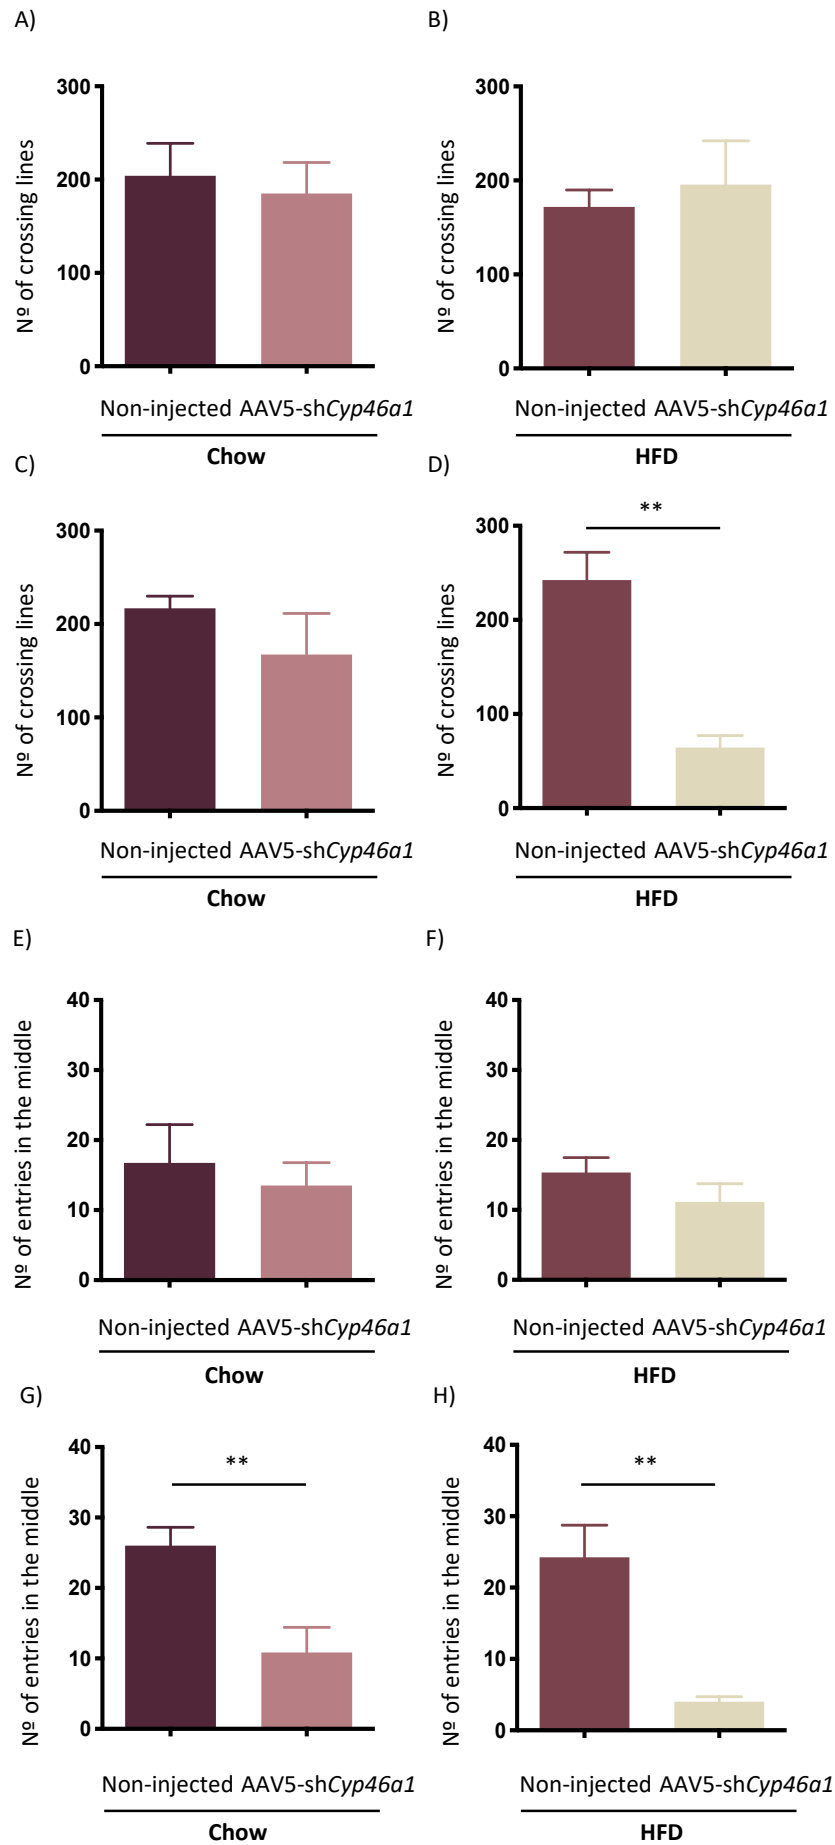 A)
B)
Nº of crossing lines
300
200
100
0
Non-injected AAV5-shCyp46a1
Chow
Nº of crossing lines
300
200
100
0
Non-injected AAV5-shCyp46a1
HFD
C)
D)
Nº of crossing lines
300
200
100
0
Non-injected AAV5-shCyp46a1
Chow
Nº of crossing lines
300
200
100
0
**
Non-injected AAV5-shCyp46a1
HFD
E)
F)
Nº of entries in the middle
40
30
20
10
0
Non-injected AAV5-shCyp46a1
Chow
Nº of entries in the middle
40
30
20
10
0
Non-injected AAV5-shCyp46a1
HFD
G)
H)
Nº of entries in the middle
40
30
20
10
0
**
Non-injected AAV5-shCyp46a1
Chow
Nº of entries in the middle
40
30
20
10
0
**
Non-injected AAV5-shCyp46a1
HFD